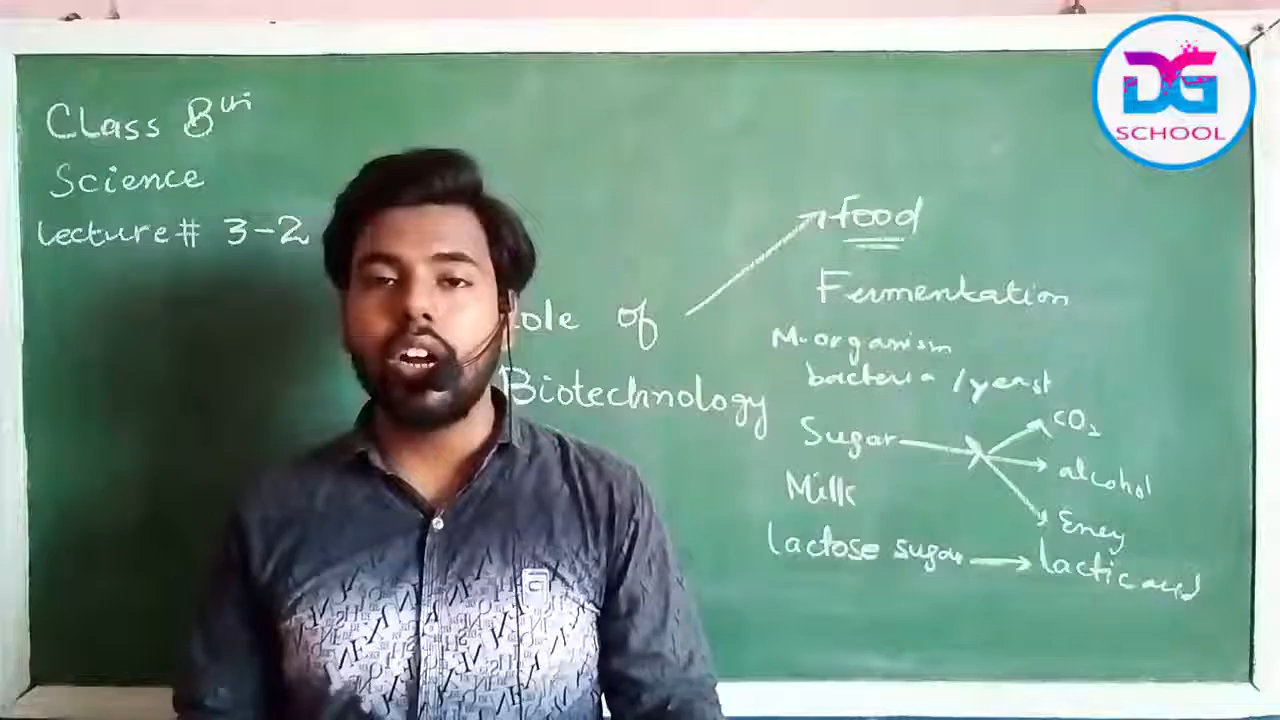 Class 8th
Science
Lecture # 3-2
ole of
Biotechnology
food
Fermentation
M.organism
bacteria / yeast
Sugar
CO2
alcohol
Eney
Milk
lactose sugar → lactic acid
DG
SCHOOL